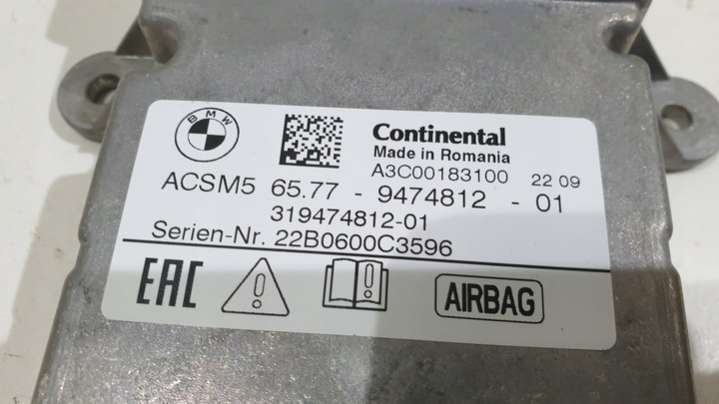 BMW
Continental
Made in Romania
A3C00183100 22 09
ACSM5 65.77 - 9474812 - 01
319474812-01
Serien-Nr. 22B0600C3596
EAC AIRBAG